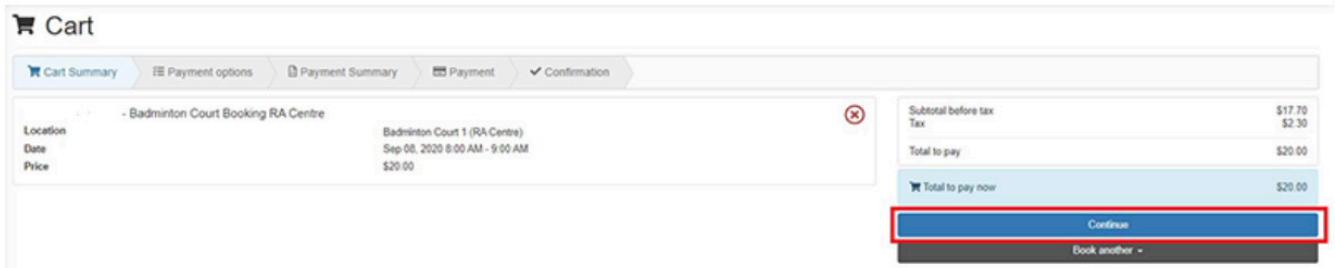 Cart
Cart Summary Payment options Payment Summary Payment Confirmation
- Badminton Court Booking RA Centre
Location Badminton Court 1 (RA Centre)
Date Sep 08, 2020 8:00 AM - 9:00 AM
Price $20.00
Subtotal before tax $17.70
Tax $2.30
Total to pay $20.00
Total to pay now $20.00
Continue
Book another